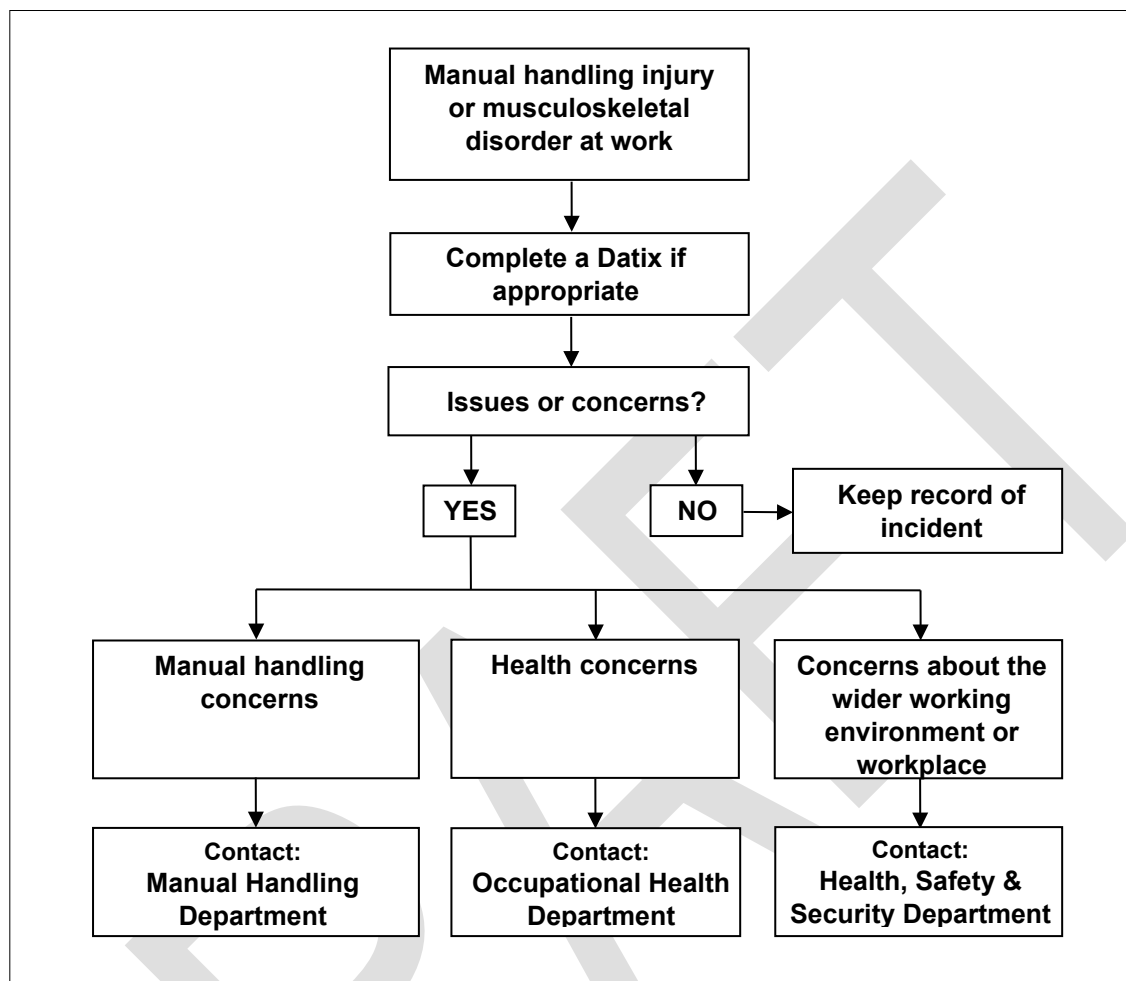 Manual handling injury
or musculoskeletal
disorder at work
Complete a Datix if
appropriate
Issues or concerns?
YES
NO
Keep record of
incident
Manual handling
concerns
Health concerns
Concerns about the
wider working
environment or
workplace
Contact:
Manual Handling
Department
Contact:
Occupational Health
Department
Contact:
Health, Safety &
Security Department
DRAFT